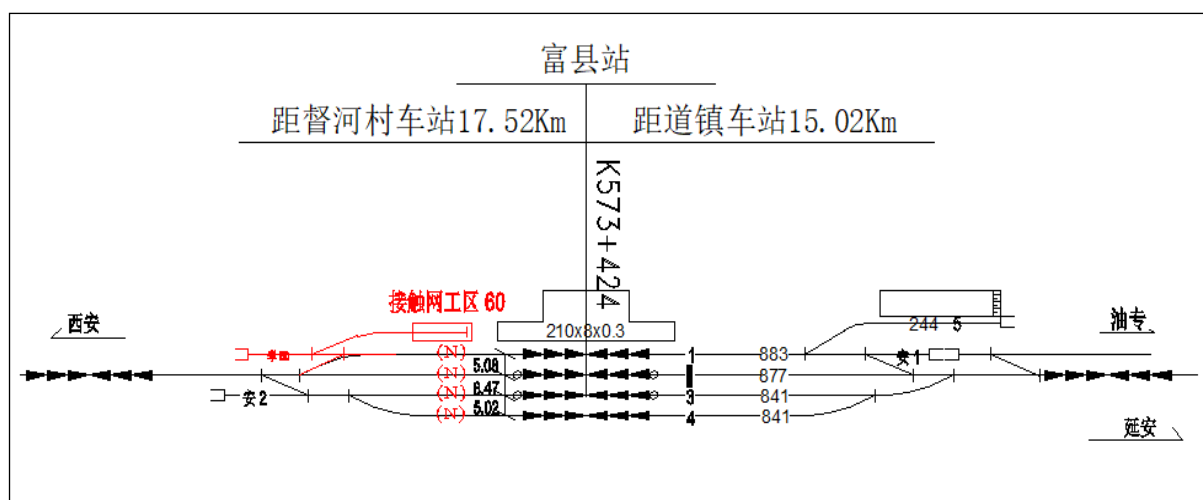 富县站
距督河村车站17.52Km
距道镇车站15.02Km
K573+424
接触网工区 60
西安
210x8x0.3
244 5
油专
(N) 1 883 安1
5.08
(N) 877
6.47
安2 (N) 3 841
5.02
(N) 4 841
延安